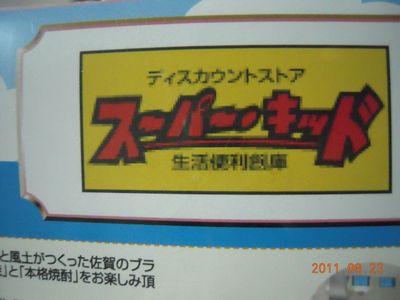 ディスカウントストア
スーパー・キッド
生活便利創庫
と風土がつくった佐賀のブラ
」と「本格焼酎」をお楽しみ頂
2011.08.23